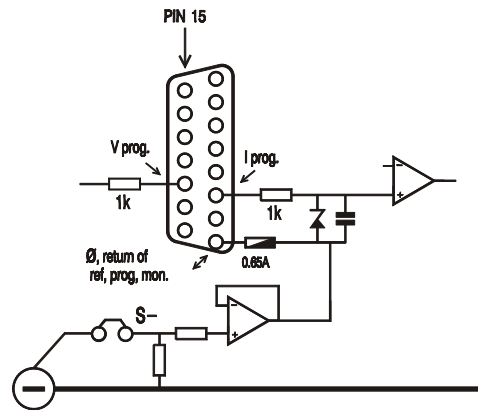 PIN 15
V prog.
I prog.
1k
1k
Ø, return of
ref, prog, mon.
0.65A
S–